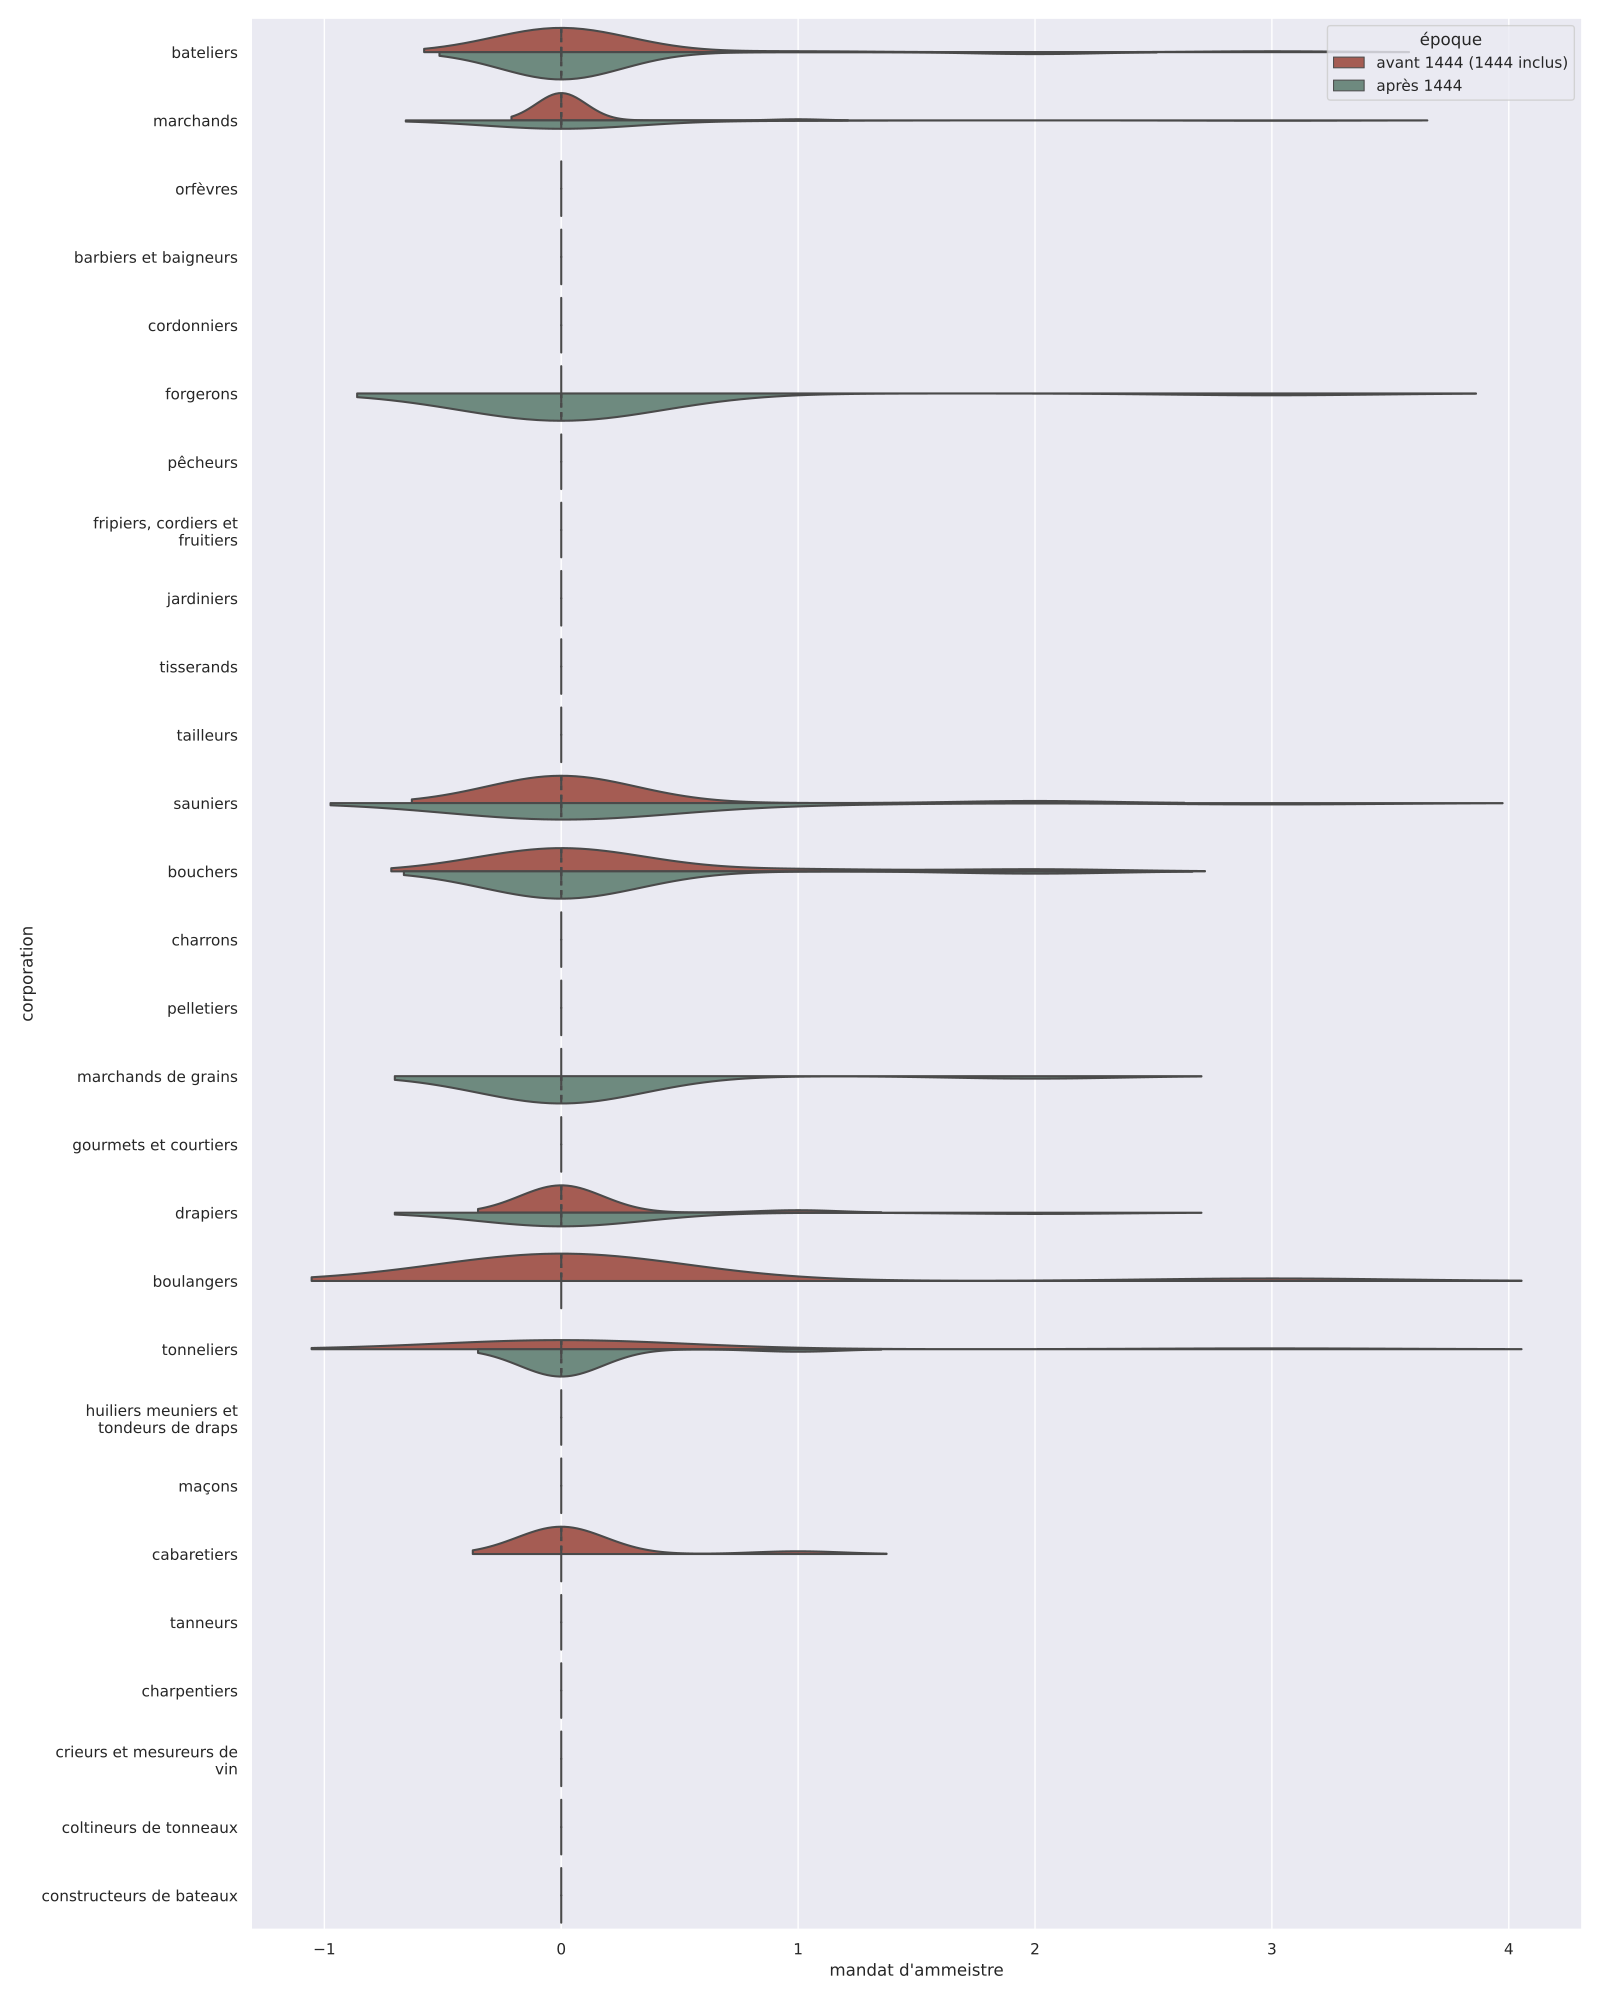 époque
avant 1444 (1444 inclus)
après 1444
bateliers
marchands
orfèvres
barbiers et baigneurs
cordonniers
forgerons
pêcheurs
fripiers, cordiers et
fruitiers
jardiniers
tisserands
tailleurs
sauniers
bouchers
charrons
pelletiers
marchands de grains
gourmets et courtiers
drapiers
boulangers
tonneliers
huiliers meuniers et
tondeurs de draps
maçons
cabaretiers
tanneurs
charpentiers
crieurs et mesureurs de
vin
coltineurs de tonneaux
constructeurs de bateaux
corporation
−1 0 1 2 3 4
mandat d'ammeistre